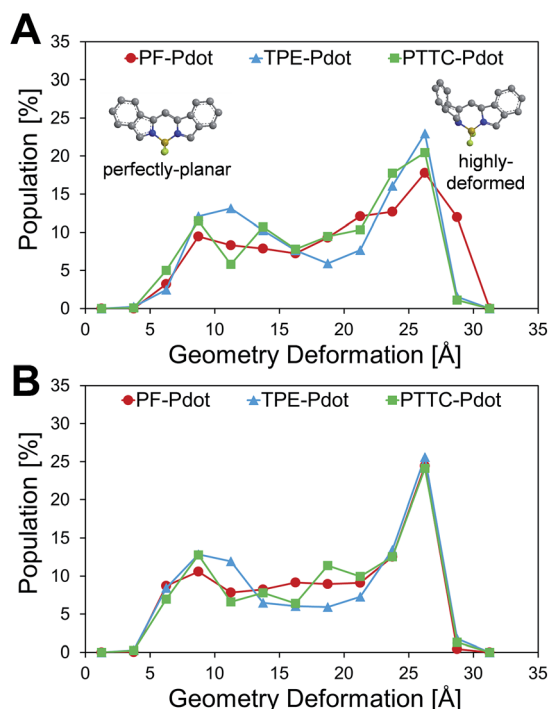 A
35
30
25
20
15
10
5
0
Population [%]
PF-Pdot TPE-Pdot PTTC-Pdot
perfectly-planar
highly-
deformed
0 5 10 15 20 25 30 35
Geometry Deformation [Å]
B
35
30
25
20
15
10
5
0
Population [%]
PF-Pdot TPE-Pdot PTTC-Pdot
0 5 10 15 20 25 30 35
Geometry Deformation [Å]